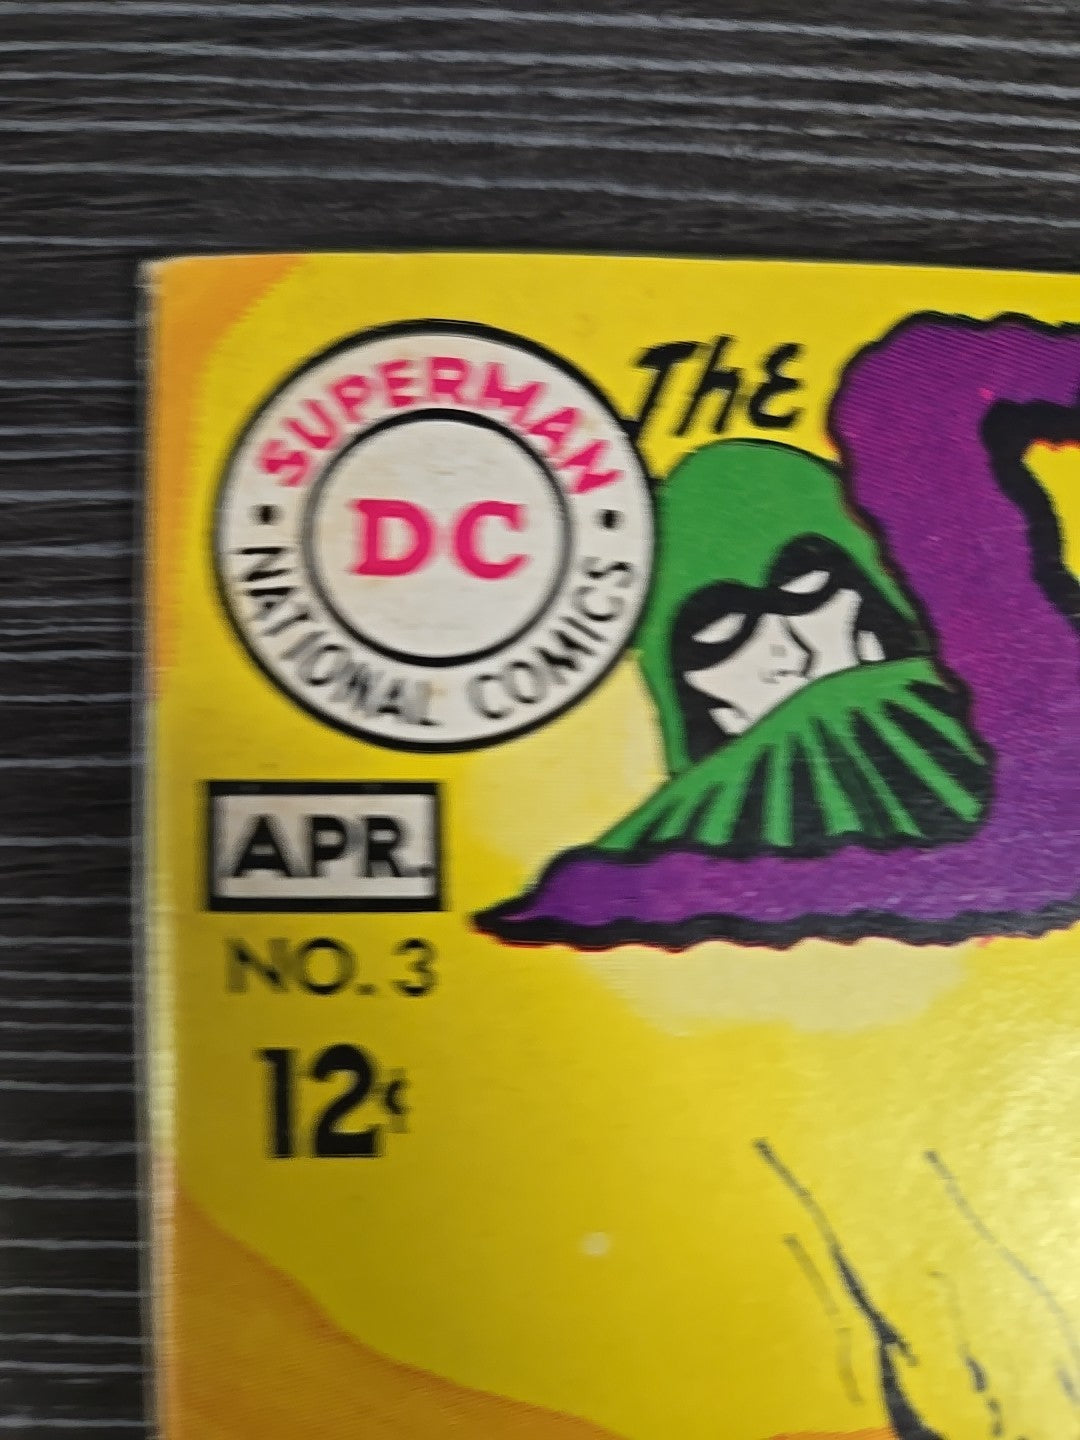 SUPERMAN
DC
NATIONAL COMICS
The
APR.
NO. 3
12¢